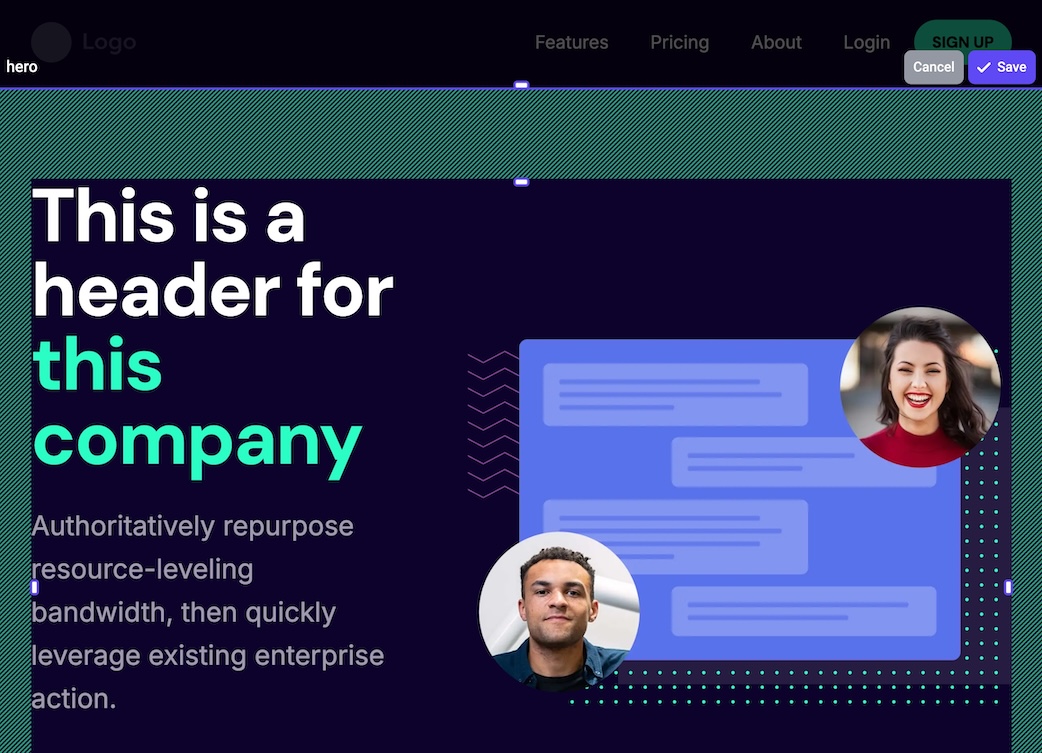 Logo
Features Pricing About Login SIGN UP
hero
Cancel Save
This is a
header for
this
company
Authoritatively repurpose
resource-leveling
bandwidth, then quickly
leverage existing enterprise
action.